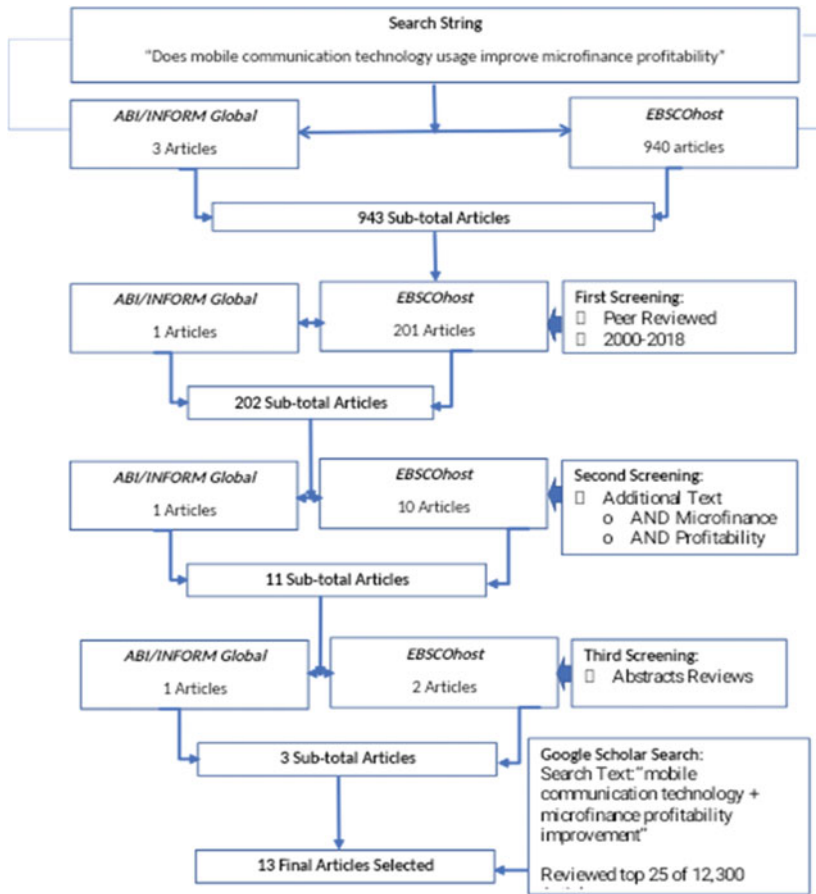 Search String
"Does mobile communication technology usage improve microfinance profitability"
ABI/INFORM Global
3 Articles
EBSCOhost
940 articles
943 Sub-total Articles
ABI/INFORM Global
1 Articles
EBSCOhost
201 Articles
First Screening:
Peer Reviewed
2000-2018
202 Sub-total Articles
ABI/INFORM Global
1 Articles
EBSCOhost
10 Articles
Second Screening:
Additional Text
o AND Microfinance
o AND Profitability
11 Sub-total Articles
ABI/INFORM Global
1 Articles
EBSCOhost
2 Articles
Third Screening:
Abstracts Reviews
3 Sub-total Articles
Google Scholar Search:
Search Text:"mobile
communication technology +
microfinance profitability
improvement"
Reviewed top 25 of 12,300
13 Final Articles Selected